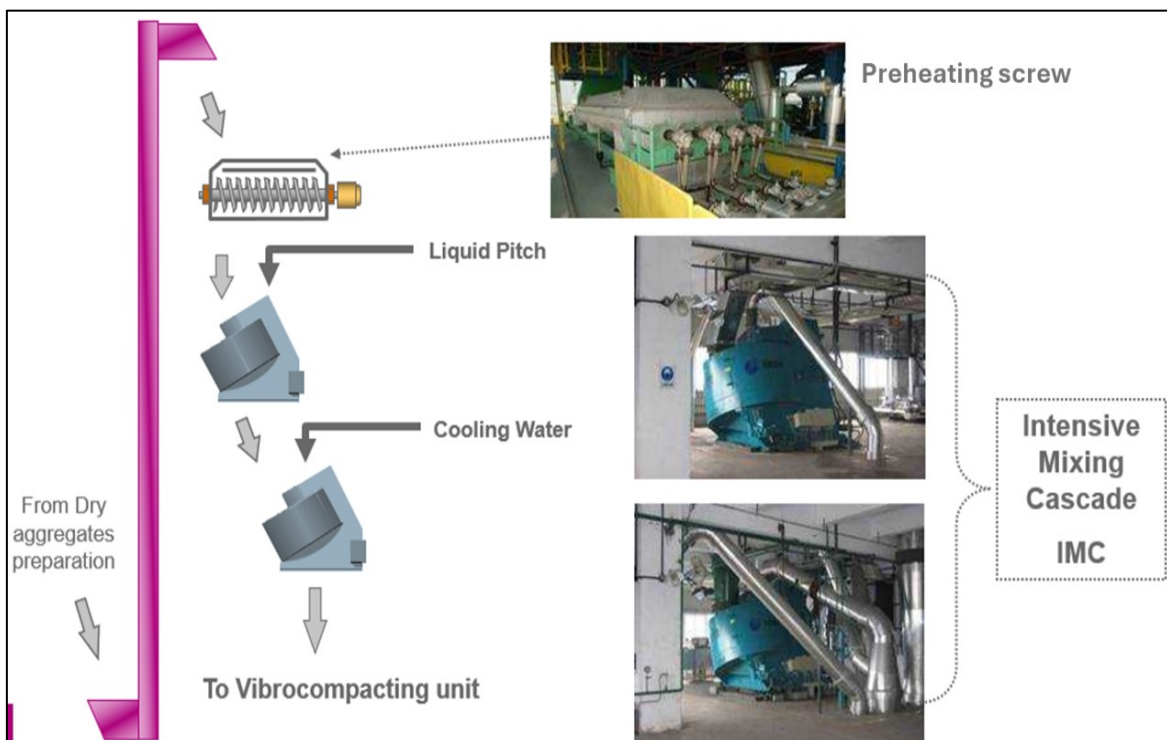 Preheating screw
Liquid Pitch
Cooling Water
From Dry
aggregates
preparation
To Vibrocompacting unit
Intensive
Mixing
Cascade
IMC